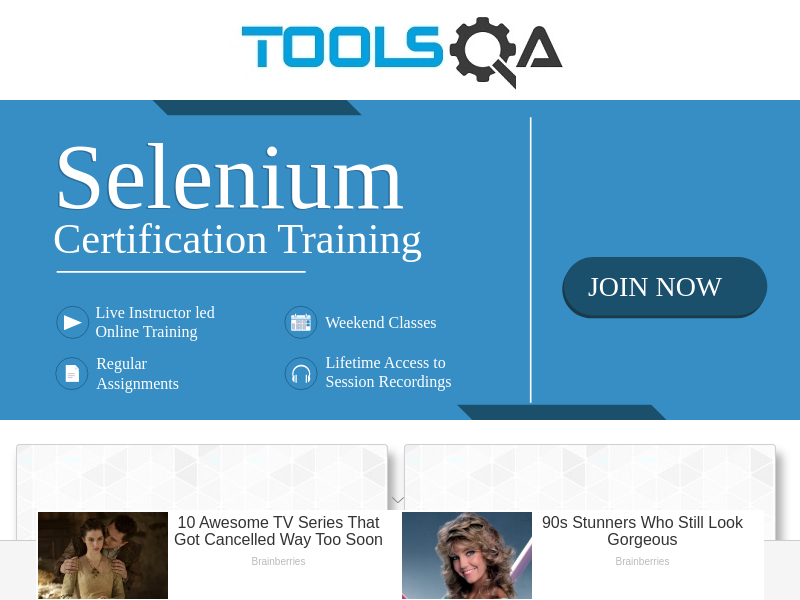 TOOLSQA
Selenium
Certification Training
JOIN NOW
Live Instructor led
Online Training
Weekend Classes
Regular
Assignments
Lifetime Access to
Session Recordings
10 Awesome TV Series That
Got Cancelled Way Too Soon
Brainberries
90s Stunners Who Still Look
Gorgeous
Brainberries